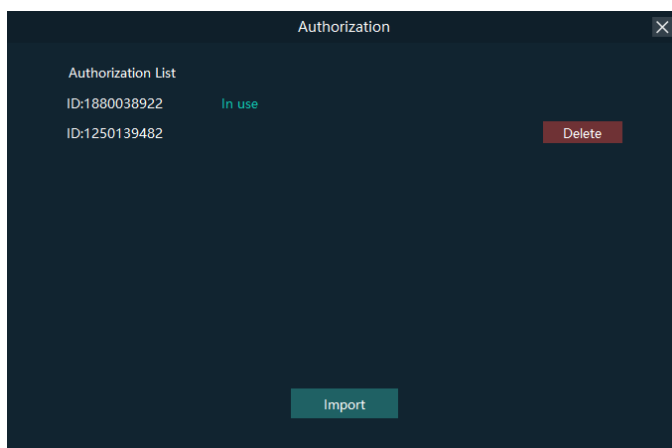 Authorization
Authorization List
ID:1880038922 In use
ID:1250139482 Delete
Import